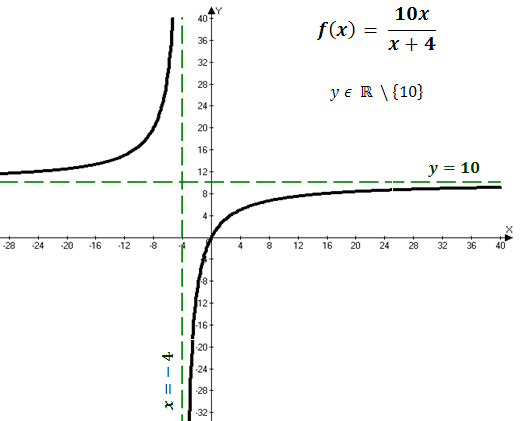 Y
f(x) = 10x / x + 4
y ϵ ℝ \{10}
y = 10
40
36
32
28
24
20
16
12
8
4
X
-28 -24 -20 -16 -12 -8 -4 0 4 8 12 16 20 24 28 32 36 40
-4
-8
-12
-16
-20
-24
-28
-32
x = - 4